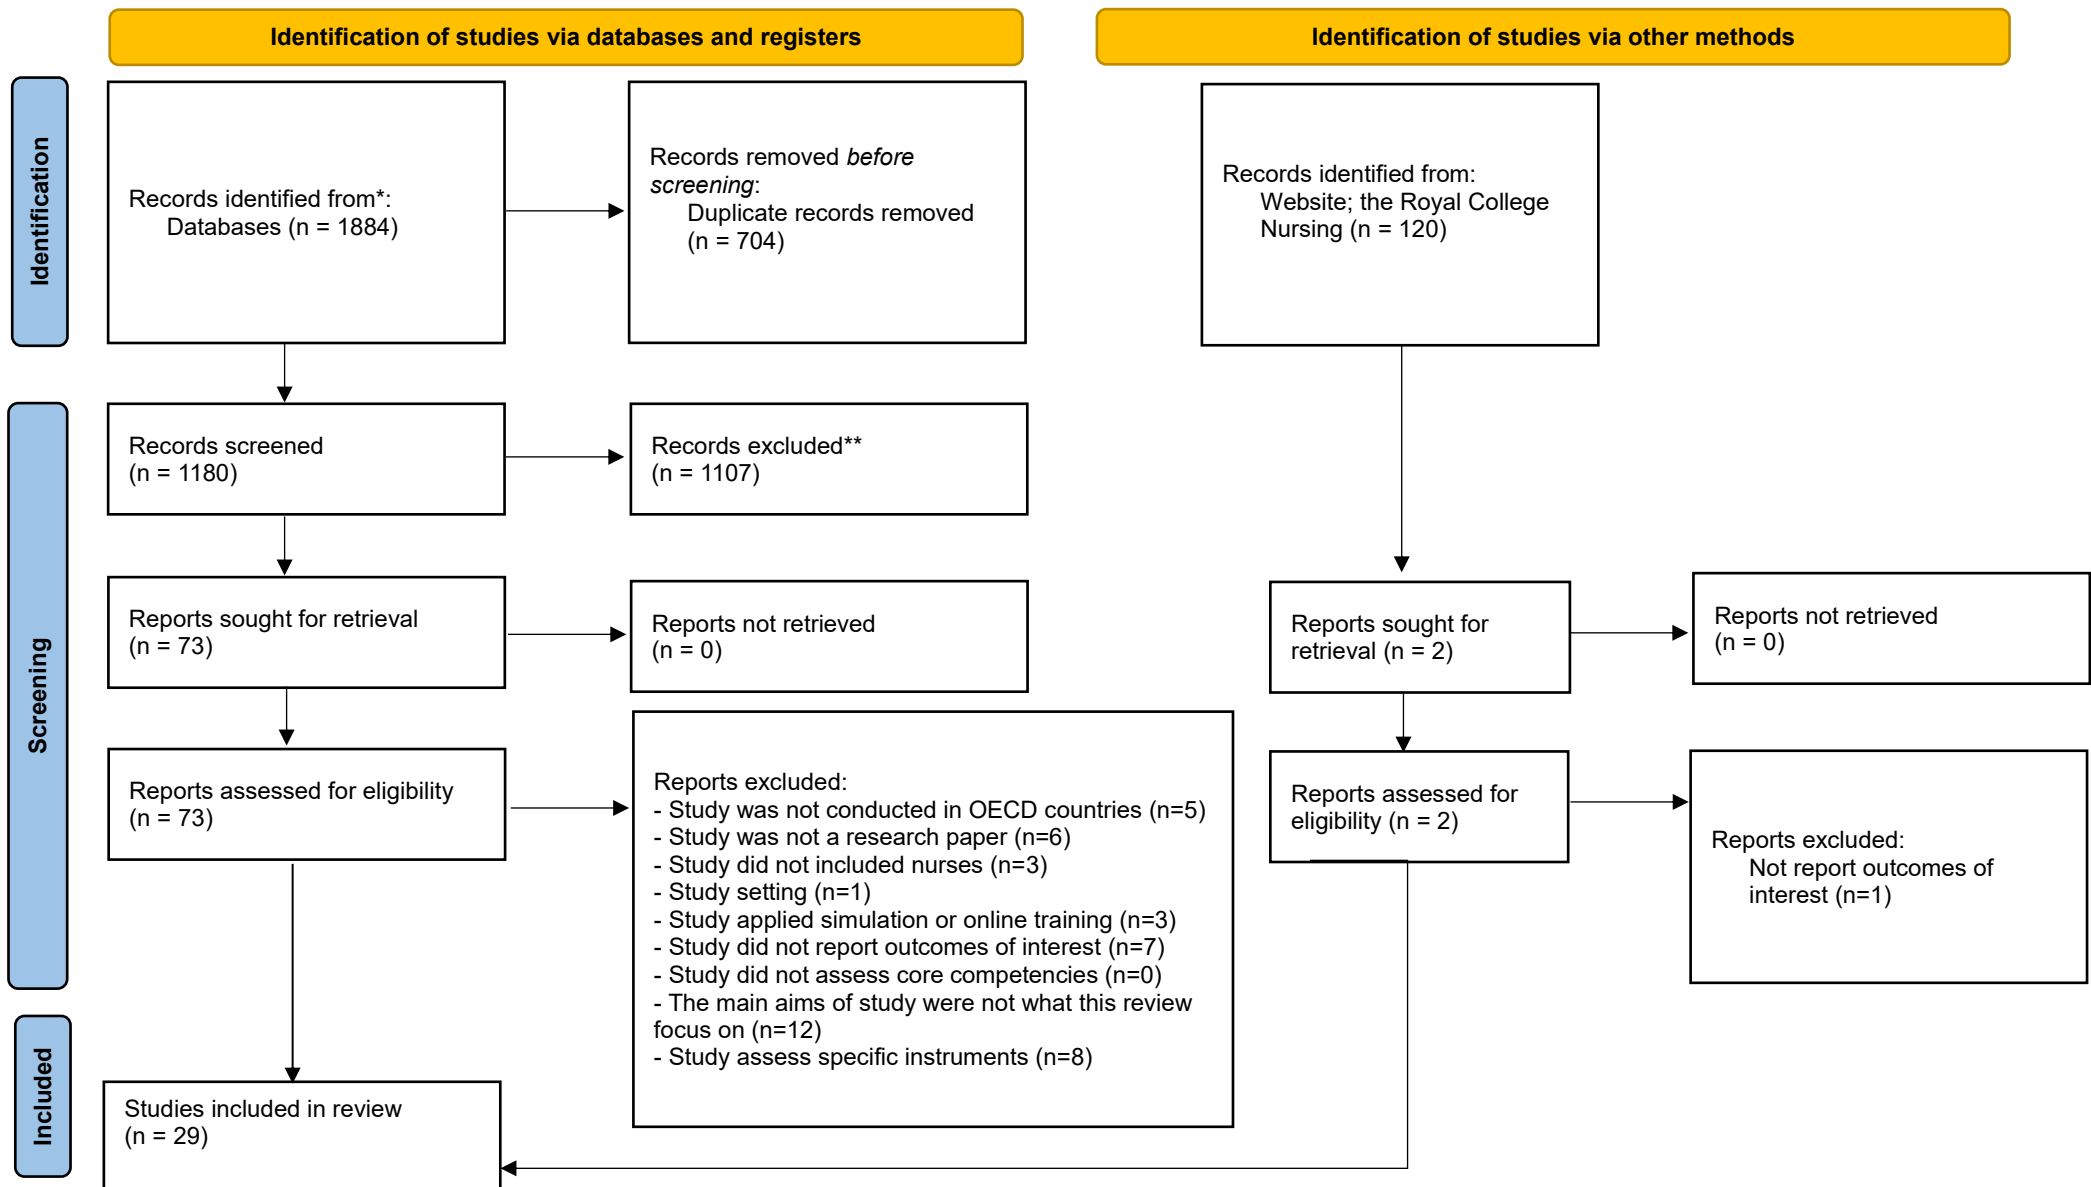 Identification of studies via databases and registers
Identification of studies via other methods
Identification
Records identified from*:
Databases (n = 1884)
Records removed before
screening:
Duplicate records removed
(n = 704)
Records identified from:
Website; the Royal College
Nursing (n = 120)
Screening
Records screened
(n = 1180)
Records excluded**
(n = 1107)
Reports sought for retrieval
(n = 73)
Reports not retrieved
(n = 0)
Reports sought for
retrieval (n = 2)
Reports not retrieved
(n = 0)
Reports assessed for eligibility
(n = 73)
Reports excluded:
- Study was not conducted in OECD countries (n=5)
- Study was not a research paper (n=6)
- Study did not included nurses (n=3)
- Study setting (n=1)
- Study applied simulation or online training (n=3)
- Study did not report outcomes of interest (n=7)
- Study did not assess core competencies (n=0)
- The main aims of study were not what this review
focus on (n=12)
- Study assess specific instruments (n=8)
Reports assessed for
eligibility (n = 2)
Reports excluded:
Not report outcomes of
interest (n=1)
Included
Studies included in review
(n = 29)